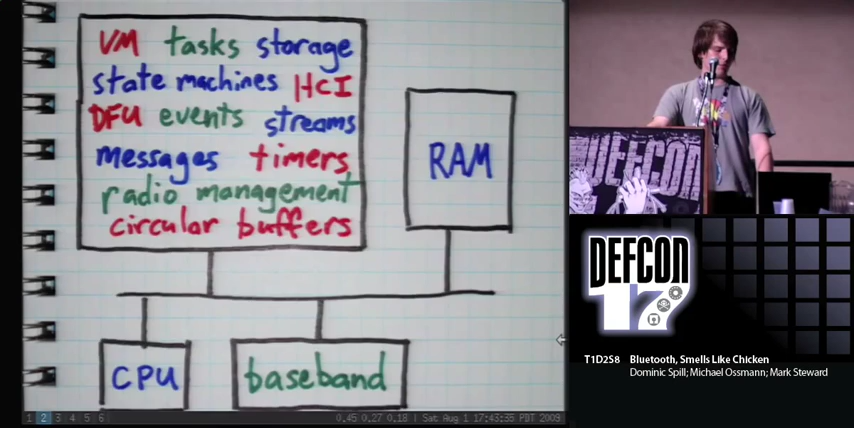 VM tasks storage
state machines HCI
DFU events streams
messages timers
radio management
circular buffers
RAM
CPU
baseband
1 2 3 4 5 6
0.45 0.27 0.18 | Sat Aug 1 17:43:35 PDT 2009
DEFCON
DEFCON
17
T1D2S8 Bluetooth, Smells Like Chicken
Dominic Spill; Michael Ossmann; Mark Steward